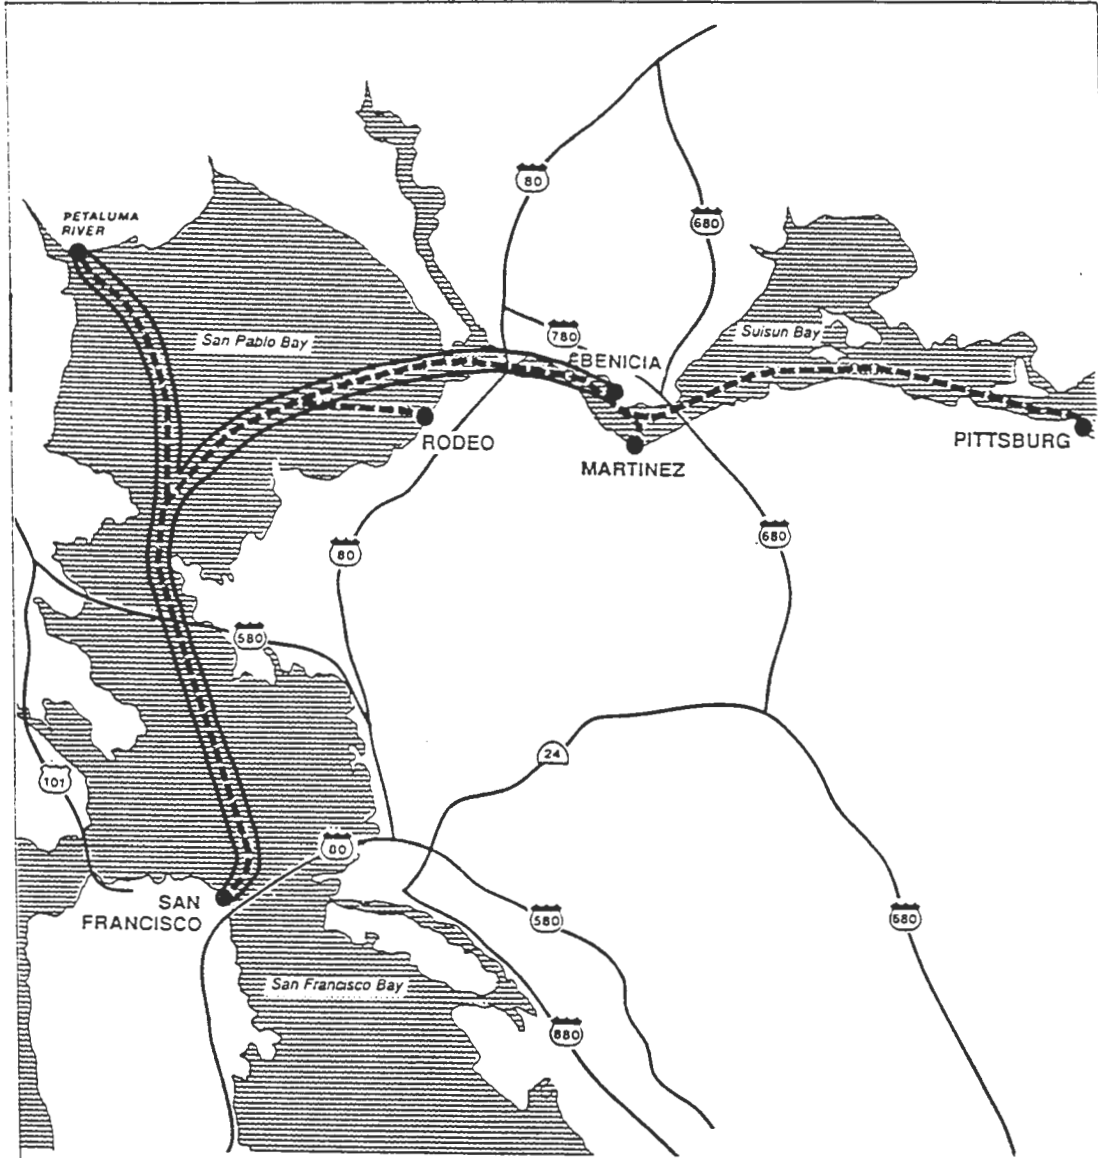 80
680
PETALUMA
RIVER
San Pablo Bay
780
Suisun Bay
BENICIA
RODEO
MARTINEZ
PITTSBURG
80
680
580
24
101
80
SAN
FRANCISCO
580
680
San Francisco Bay
880